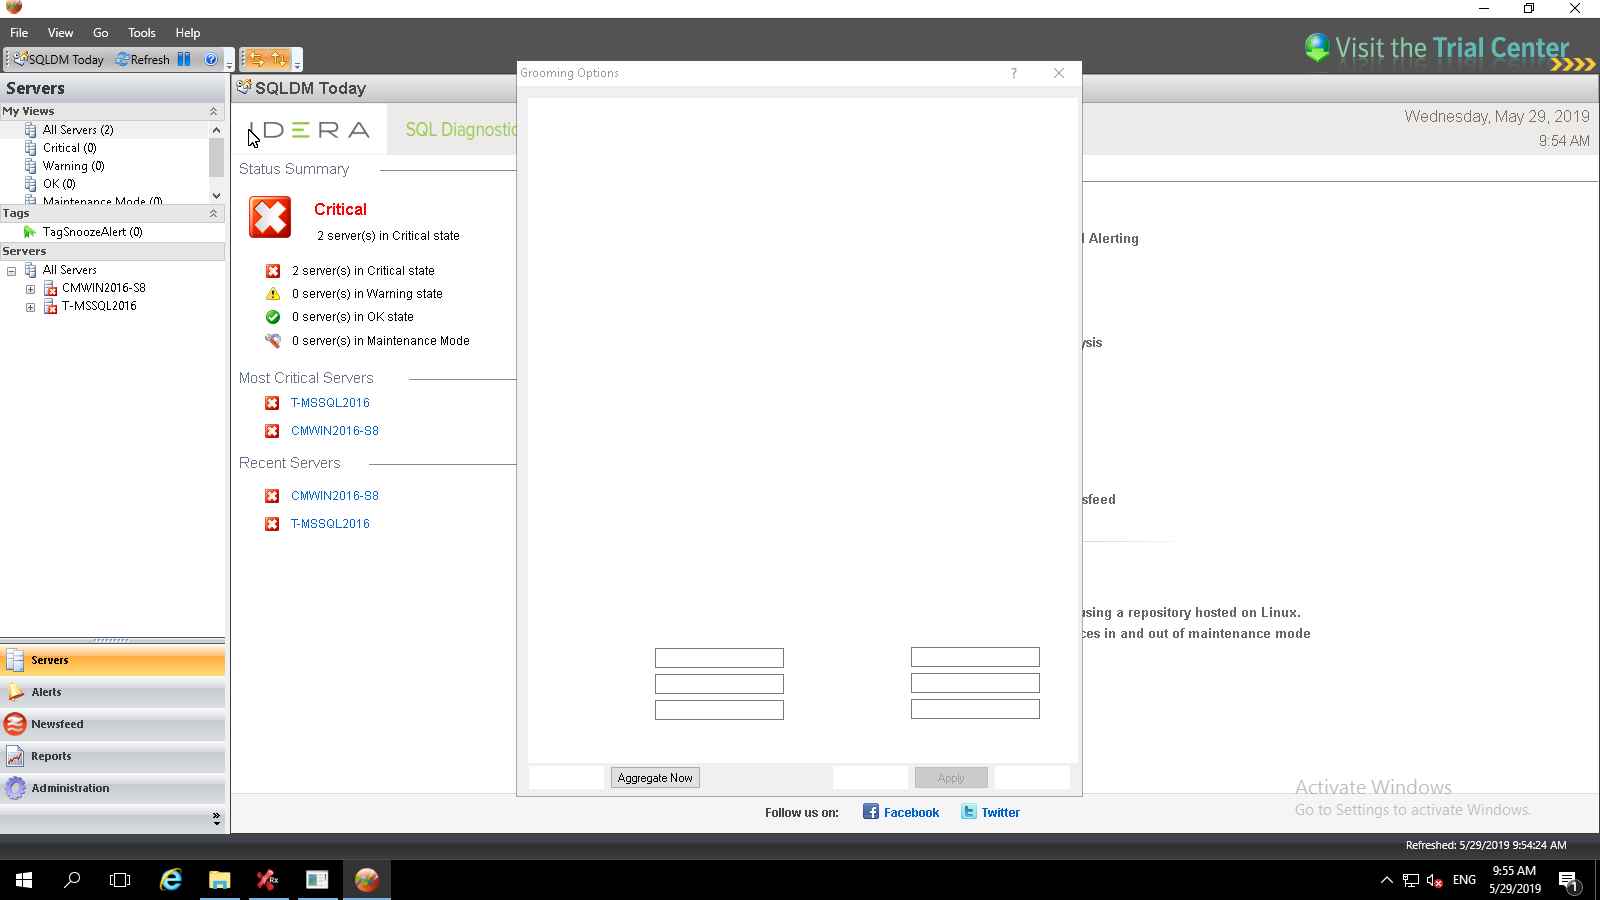 File View Go Tools Help
SQLDM Today Refresh
Visit the Trial Center
Servers
My Views
All Servers (2)
Critical (0)
Warning (0)
OK (0)
Maintenance Mode (0)
Tags
TagSnoozeAlert (0)
Servers
All Servers
CMWIN2016-S8
T-MSSQL2016
Servers
Alerts
Newsfeed
Reports
Administration
SQLDM Today
IDERA SQL Diagnostic
Wednesday, May 29, 2019
9:54 AM
Status Summary
Critical
2 server(s) in Critical state
2 server(s) in Critical state
0 server(s) in Warning state
0 server(s) in OK state
0 server(s) in Maintenance Mode
Most Critical Servers
T-MSSQL2016
CMWIN2016-S8
Recent Servers
CMWIN2016-S8
T-MSSQL2016
Grooming Options
?
Aggregate Now Apply
Alerting
ysis
sfeed
using a repository hosted on Linux.
ces in and out of maintenance mode
Follow us on: Facebook Twitter
Activate Windows
Go to Settings to activate Windows.
Refreshed: 5/29/2019 9:54:24 AM
ENG
9:55 AM
5/29/2019
1